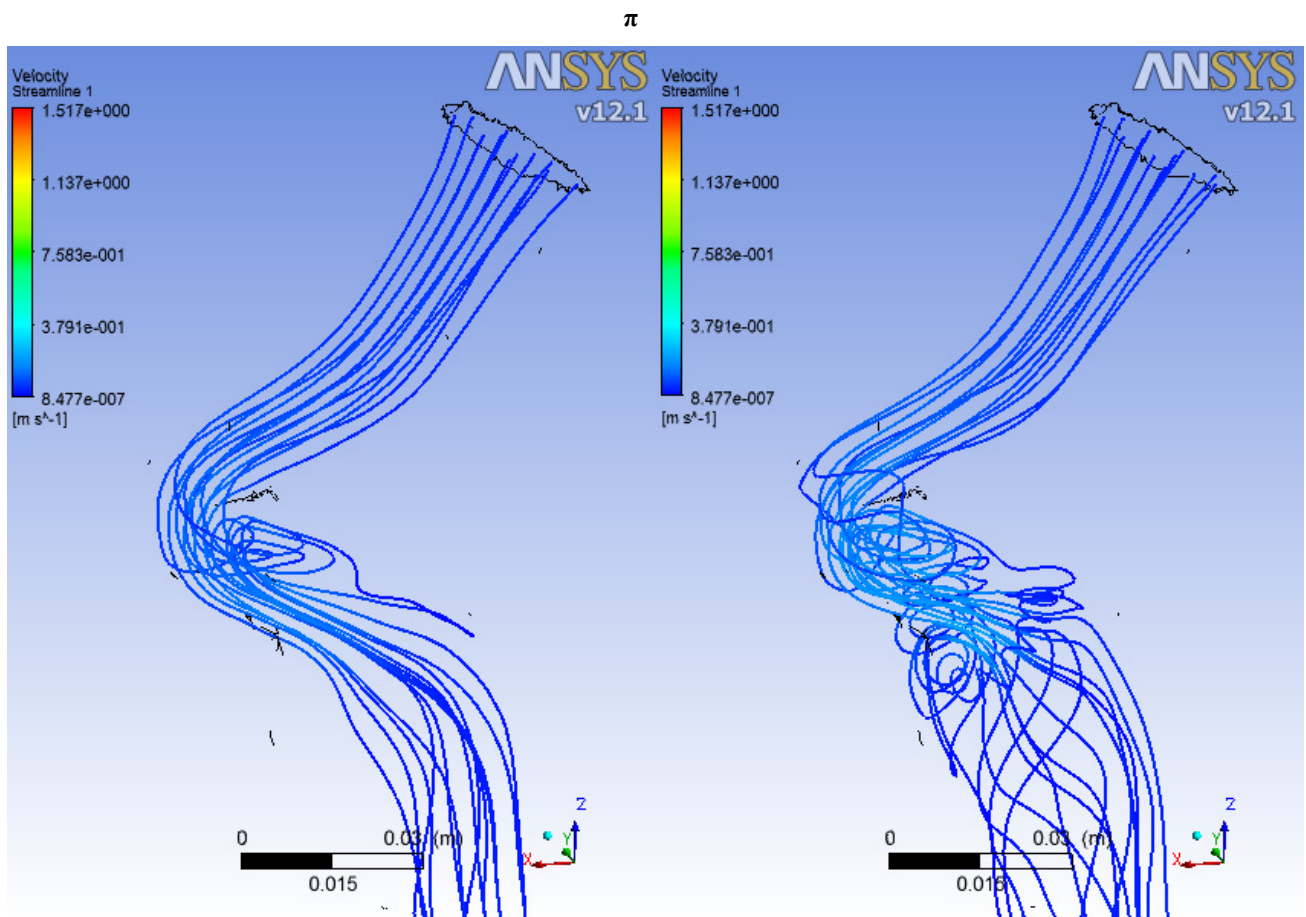 π
ANSYS
v12.1
Velocity
Streamline 1
1.517e+000
1.137e+000
7.583e-001
3.791e-001
8.477e-007
[m s^-1]
0
0.03
(m)
0.015
Z
Y
X
ANSYS
v12.1
Velocity
Streamline 1
1.517e+000
1.137e+000
7.583e-001
3.791e-001
8.477e-007
[m s^-1]
0
0.03
(m)
0.015
Z
Y
X